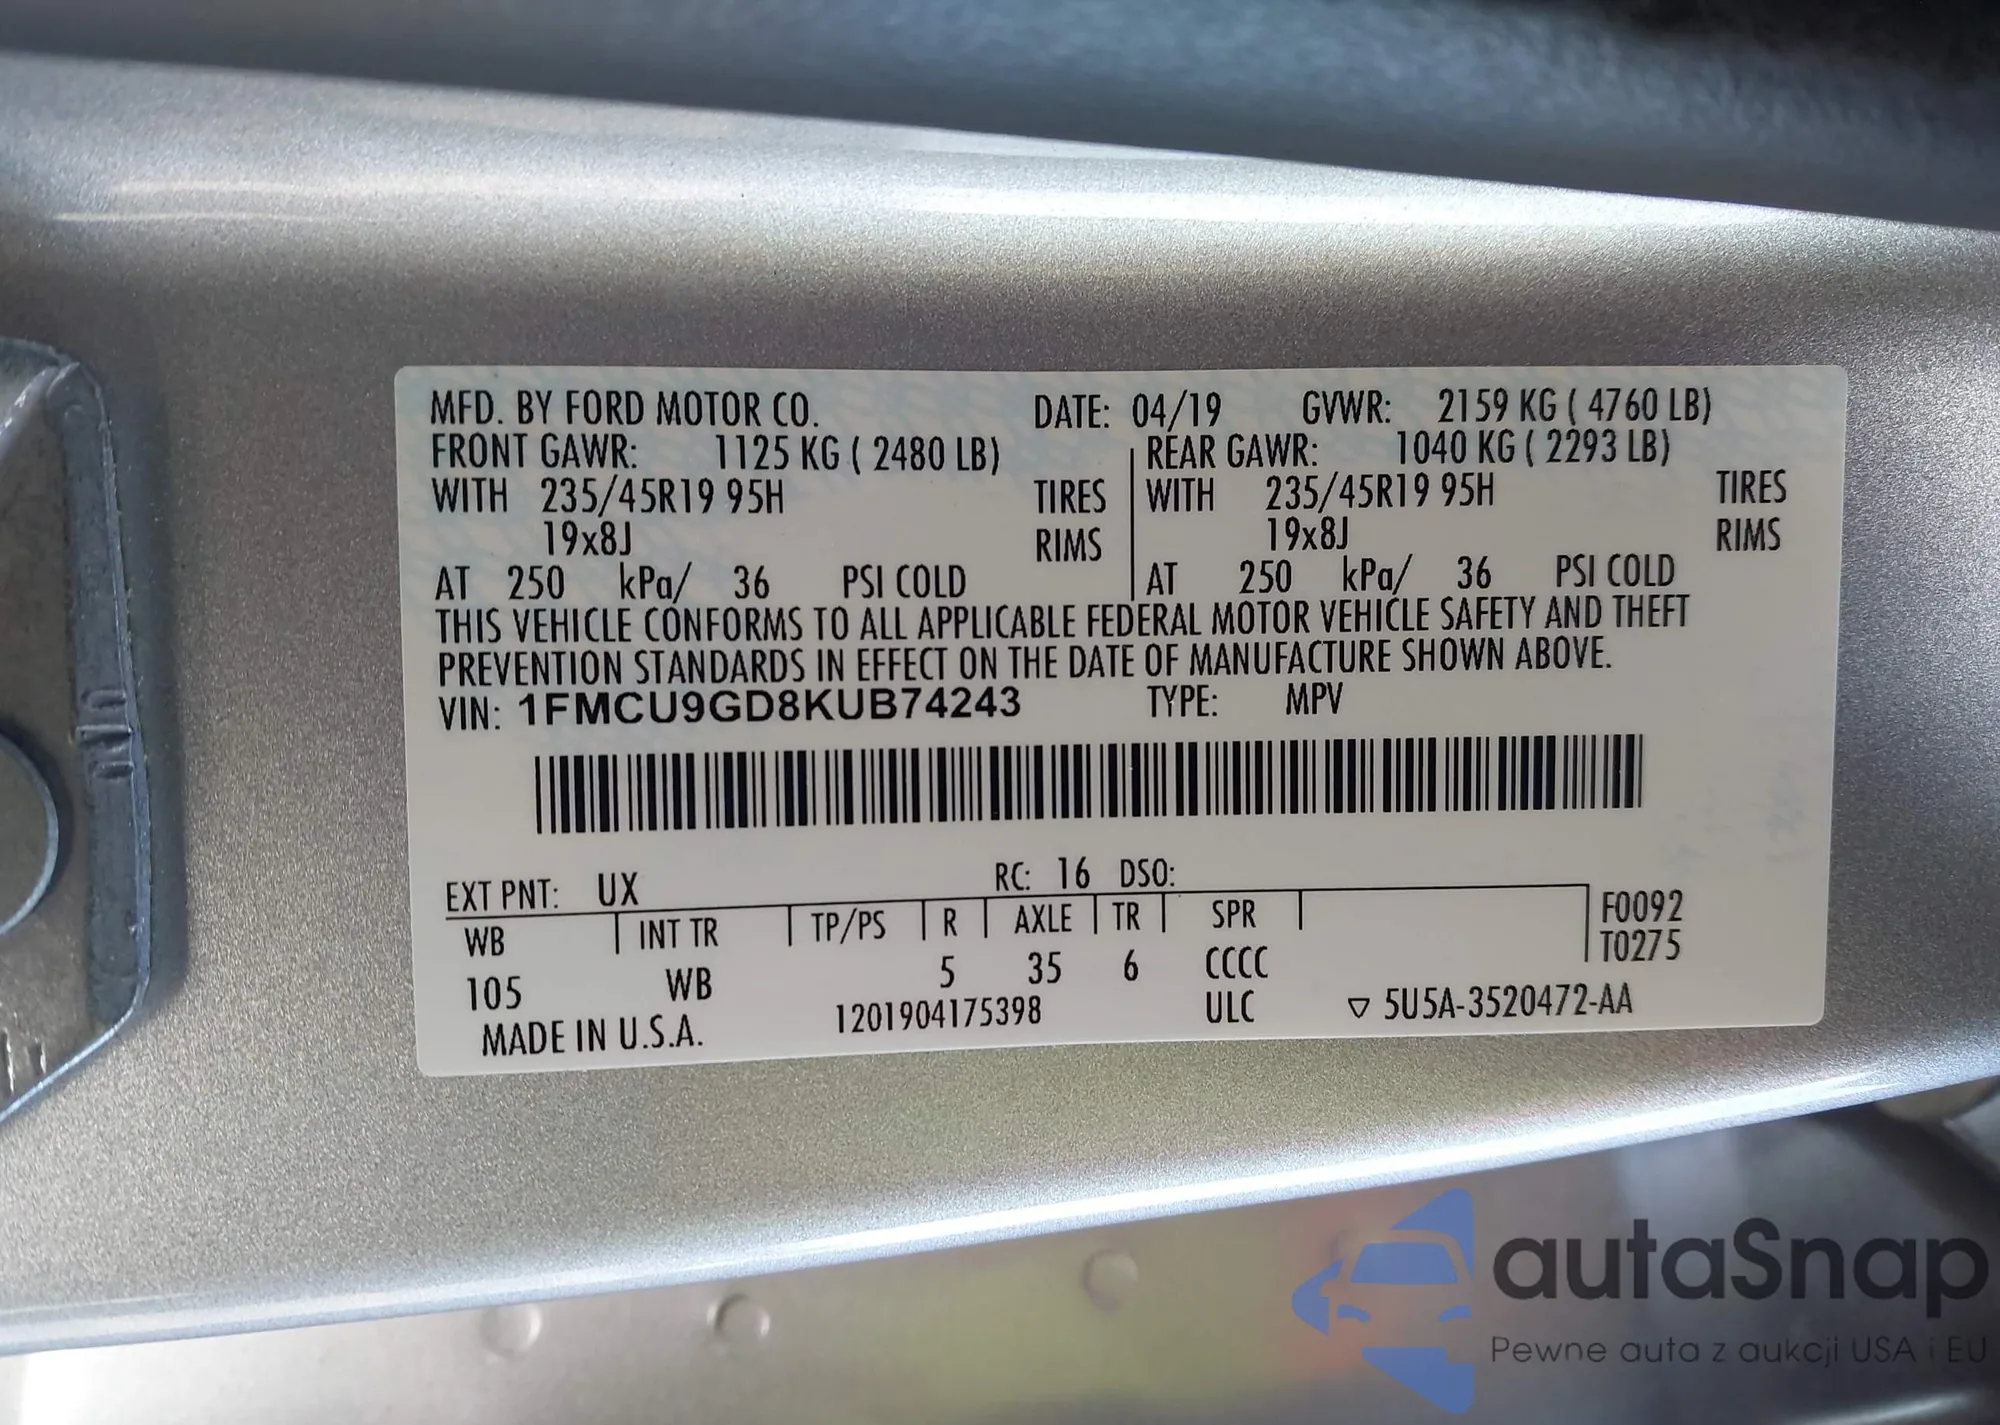 MFD. BY FORD MOTOR CO. DATE: 04/19 GVWR: 2159 KG ( 4760 LB)
FRONT GAWR: 1125 KG ( 2480 LB) REAR GAWR: 1040 KG ( 2293 LB)
WITH 235/45R19 95H TIRES WITH 235/45R19 95H TIRES
19x8J RIMS 19x8J RIMS
AT 250 kPa/ 36 PSI COLD AT 250 kPa/ 36 PSI COLD
THIS VEHICLE CONFORMS TO ALL APPLICABLE FEDERAL MOTOR VEHICLE SAFETY AND THEFT
PREVENTION STANDARDS IN EFFECT ON THE DATE OF MANUFACTURE SHOWN ABOVE.
VIN: 1FMCU9GD8KUB74243 TYPE: MPV
EXT PNT: UX RC: 16 DSO:
WB INT TR TP/PS R AXLE TR SPR F0092
T0275
105 WB 5 35 6 CCCC
MADE IN U.S.A. 1201904175398 ULC ▽ 5U5A-3520472-AA
autaSnap
Pewne auta z aukcji USA i EU